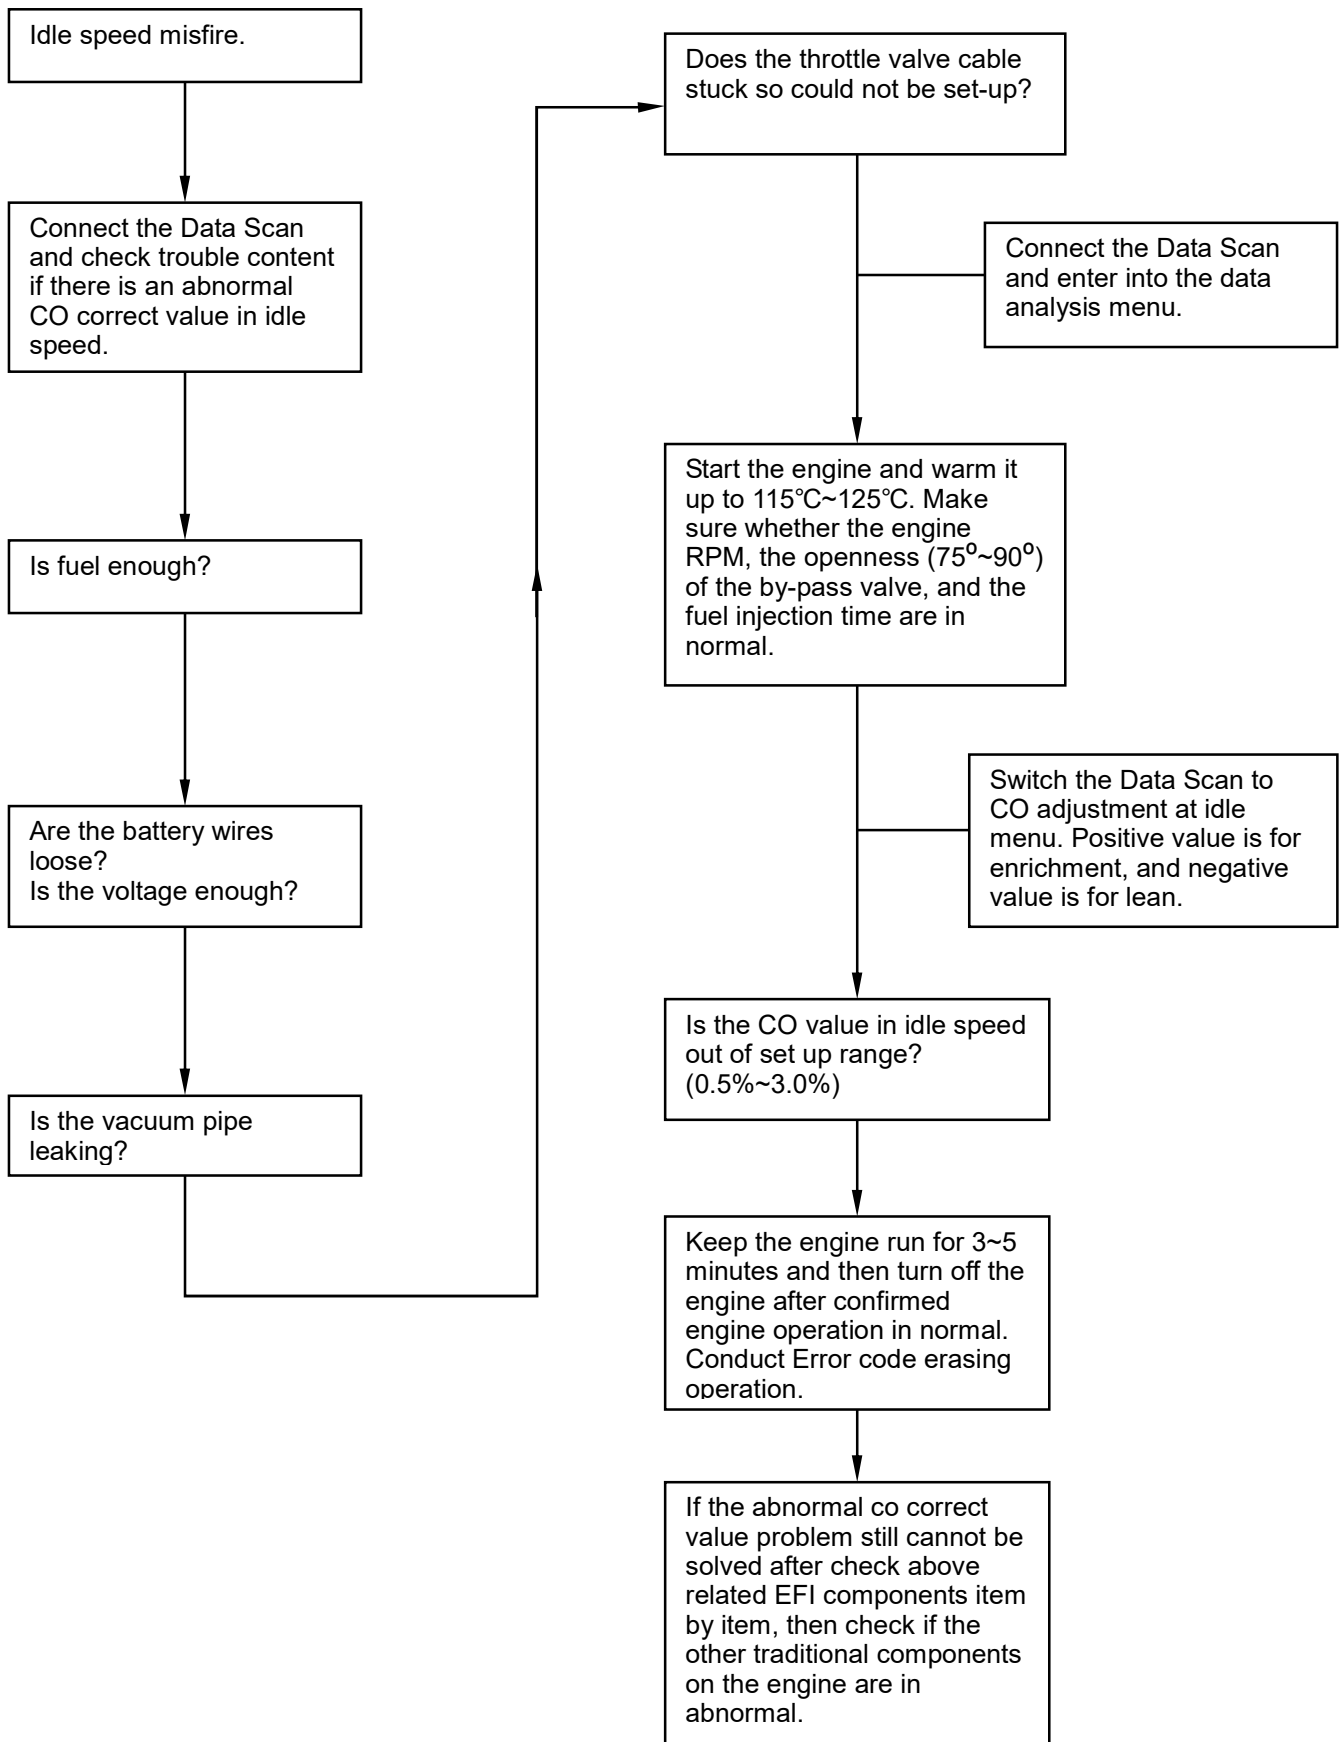 Idle speed misfire.
Connect the Data Scan
and check trouble content
if there is an abnormal
CO correct value in idle
speed.
Is fuel enough?
Are the battery wires
loose?
Is the voltage enough?
Is the vacuum pipe
leaking?
Does the throttle valve cable
stuck so could not be set-up?
Connect the Data Scan
and enter into the data
analysis menu.
Start the engine and warm it
up to 115℃~125℃. Make
sure whether the engine
RPM, the openness (75⁰~90⁰)
of the by-pass valve, and the
fuel injection time are in
normal.
Switch the Data Scan to
CO adjustment at idle
menu. Positive value is for
enrichment, and negative
value is for lean.
Is the CO value in idle speed
out of set up range?
(0.5%~3.0%)
Keep the engine run for 3~5
minutes and then turn off the
engine after confirmed
engine operation in normal.
Conduct Error code erasing
operation.
If the abnormal co correct
value problem still cannot be
solved after check above
related EFI components item
by item, then check if the
other traditional components
on the engine are in
abnormal.